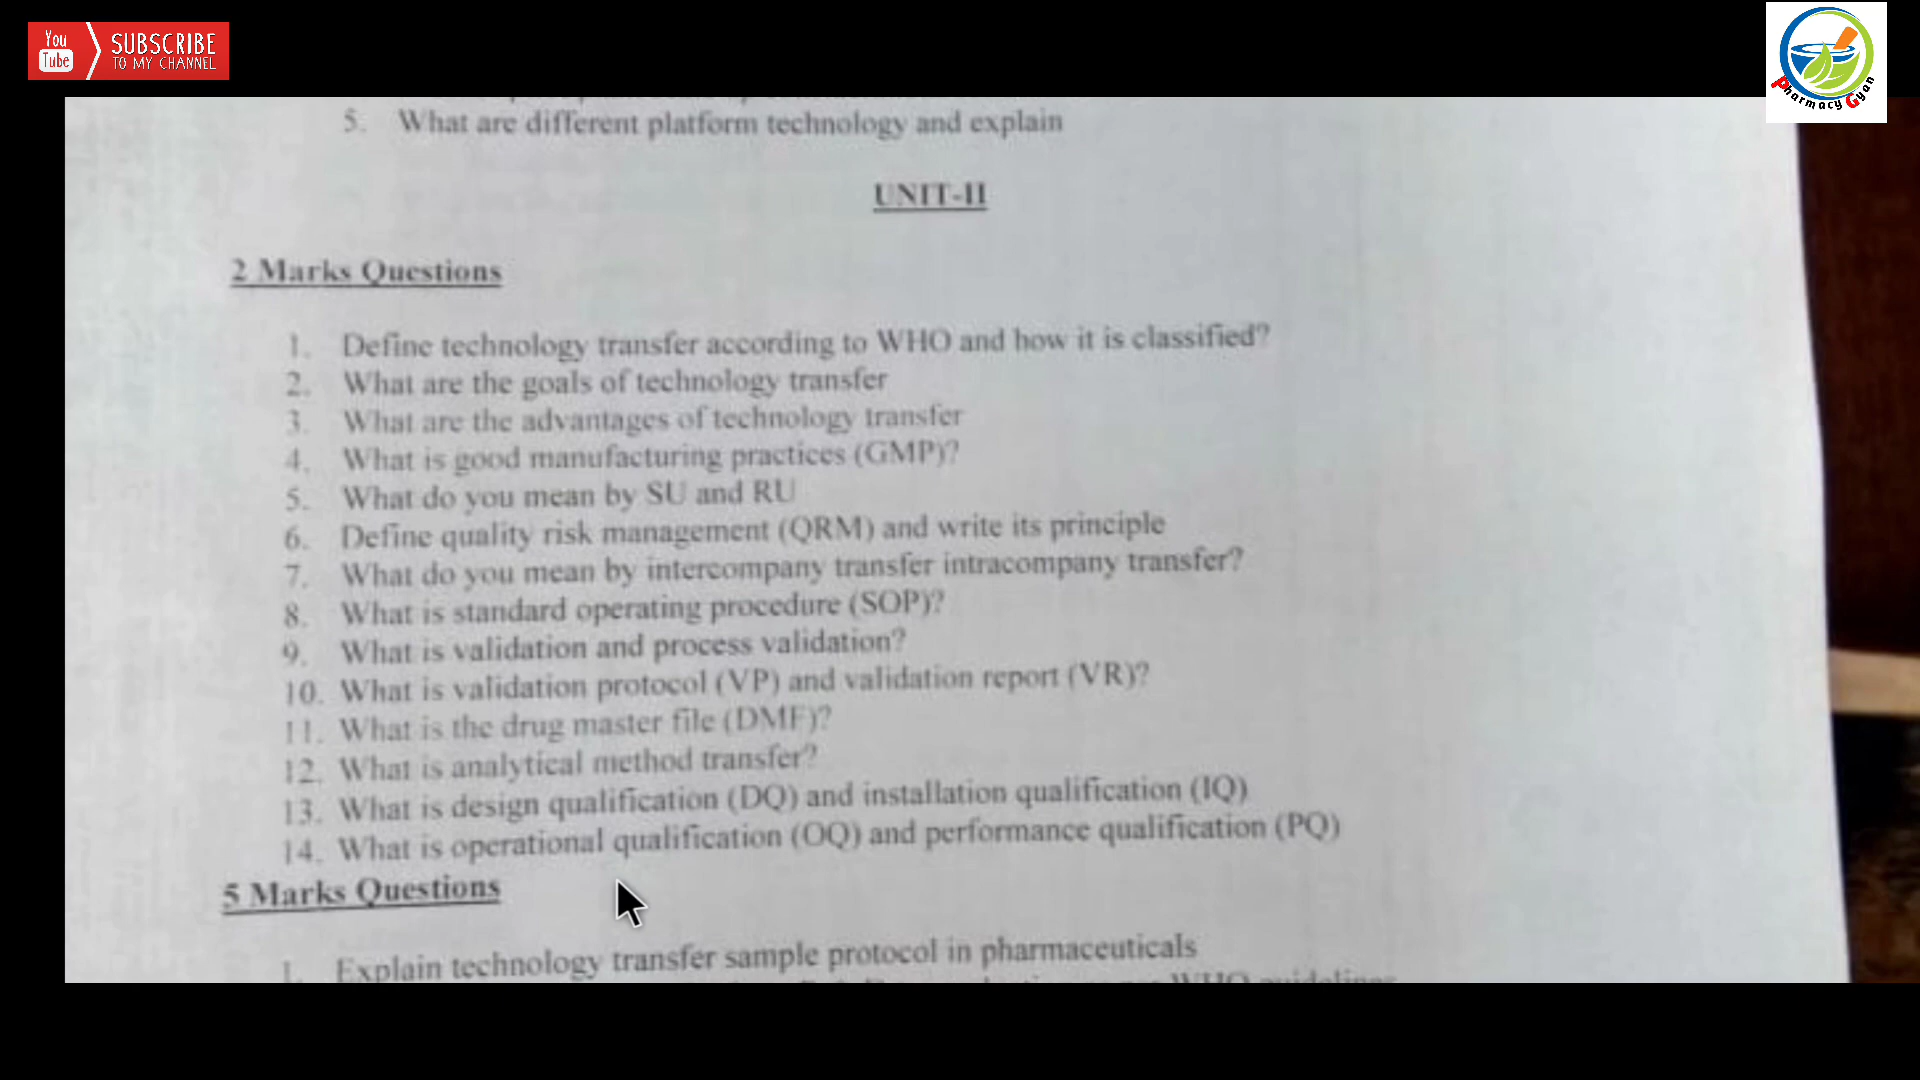 You
Tube
SUBSCRIBE
TO MY CHANNEL
Pharmacy Gyan
5. What are different platform technology and explain
UNIT-II
2 Marks Questions
1. Define technology transfer according to WHO and how it is classified?
2. What are the goals of technology transfer
3. What are the advantages of technology transfer
4. What is good manufacturing practices (GMP)?
5. What do you mean by SU and RU
6. Define quality risk management (QRM) and write its principle
7. What do you mean by intercompany transfer intracompany transfer?
8. What is standard operating procedure (SOP)?
9. What is validation and process validation?
10. What is validation protocol (VP) and validation report (VR)?
11. What is the drug master file (DMF)?
12. What is analytical method transfer?
13. What is design qualification (DQ) and installation qualification (IQ)
14. What is operational qualification (OQ) and performance qualification (PQ)
5 Marks Questions
1. Explain technology transfer sample protocol in pharmaceuticals
WHO guidelines